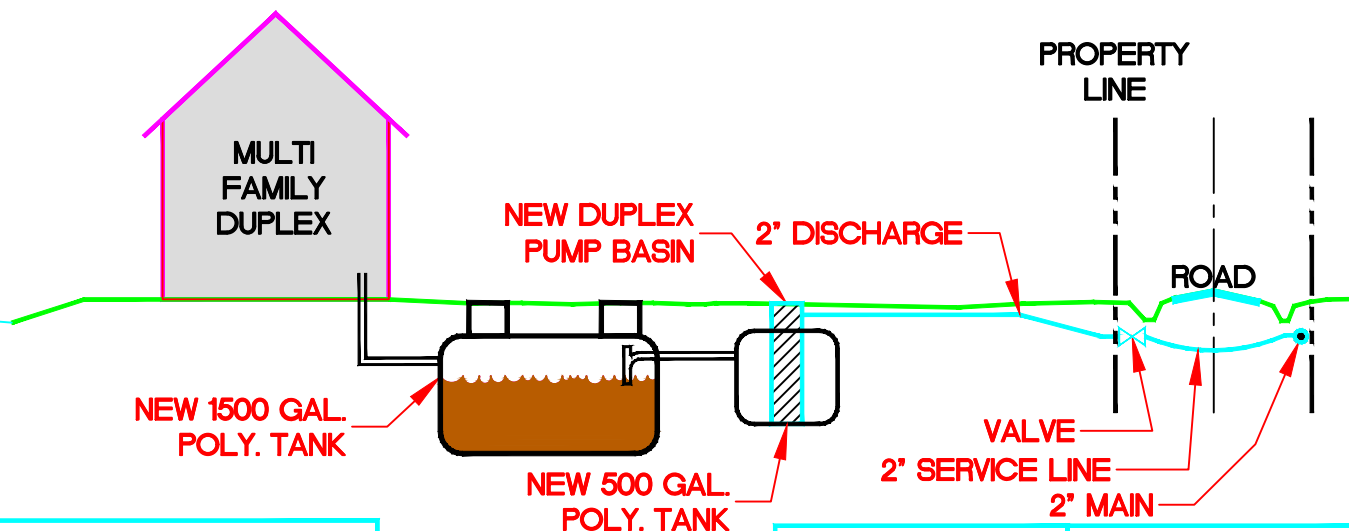 PROPERTY
LINE
MULTI
FAMILY
DUPLEX
NEW DUPLEX
PUMP BASIN
2" DISCHARGE
ROAD
NEW 1500 GAL.
POLY. TANK
NEW 500 GAL.
POLY. TANK
VALVE
2" SERVICE LINE
2" MAIN